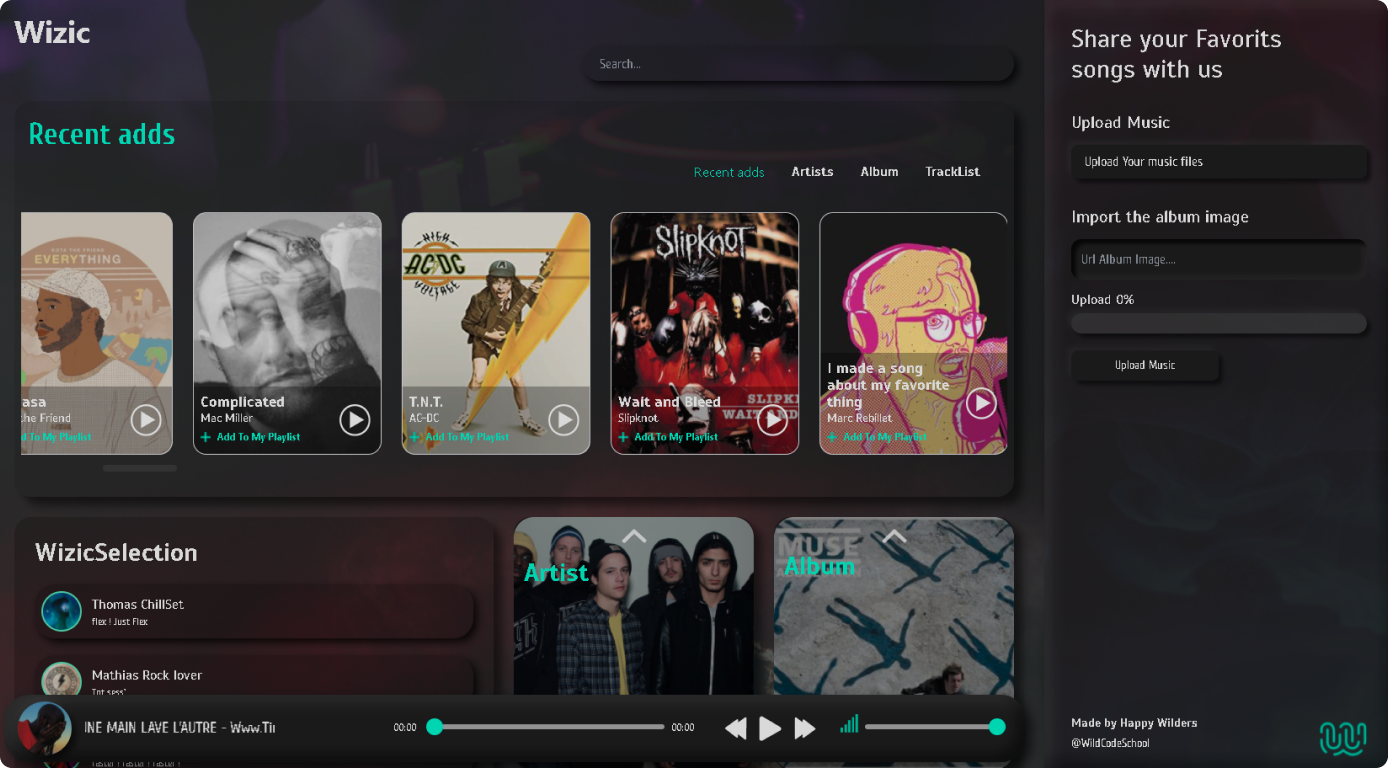 Wizic
Search...
Recent adds
Recent adds Artists Album TrackList
NOTA THE FRIEND
EVERYTHING
asa
the Friend
To My Playlist
Complicated
Mac Miller
+ Add To My Playlist
HIGH
AC/DC
VOLTAGE
T.N.T.
AC-DC
+ Add To My Playlist
SLIPKNOT
Wait and Bleed
Slipknot
+ Add To My Playlist
I made a song
about my favorite
thing
Marc Rebillet
+ Add To My Playlist
WizicSelection
Thomas ChillSet
flex ! Just Flex
Mathias Rock lover
Artist
MUSE
Album
INE MAIN LAVE L'AUTRE - Www.Ti
00:00
00:00
Share your Favorits
songs with us
Upload Music
Upload Your music files
Import the album image
Url Album Image....
Upload 0%
Upload Music
Made by Happy Wilders
@WildCodeSchool